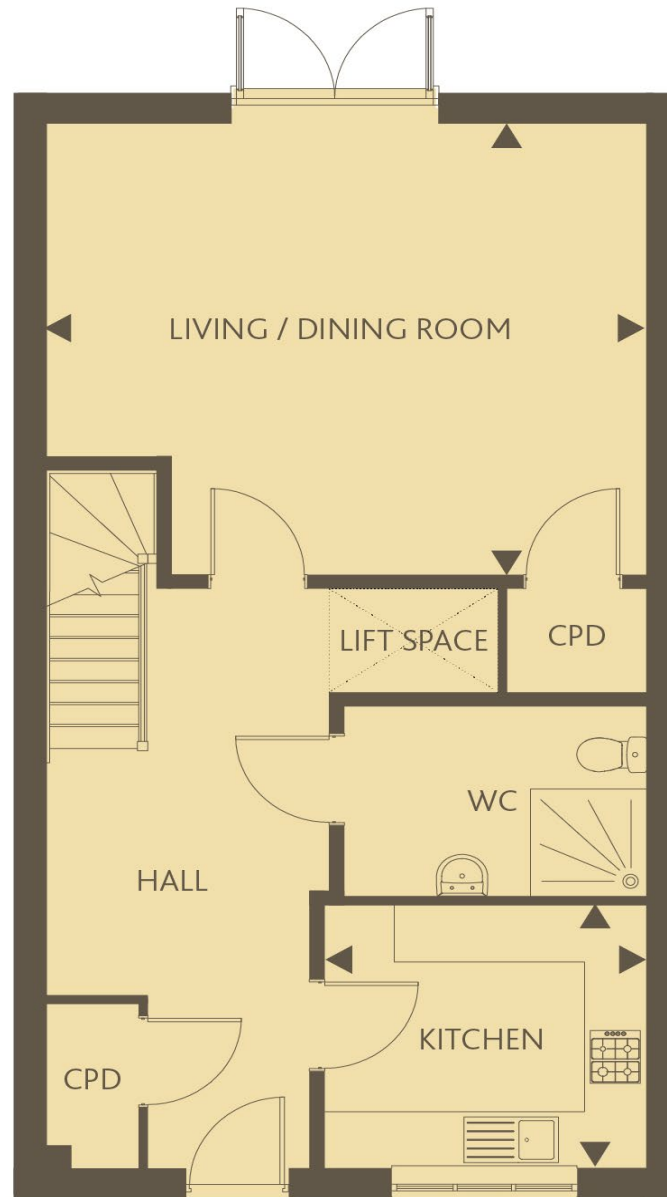 LIVING / DINING ROOM
LIFT SPACE
CPD
WC
HALL
KITCHEN
CPD